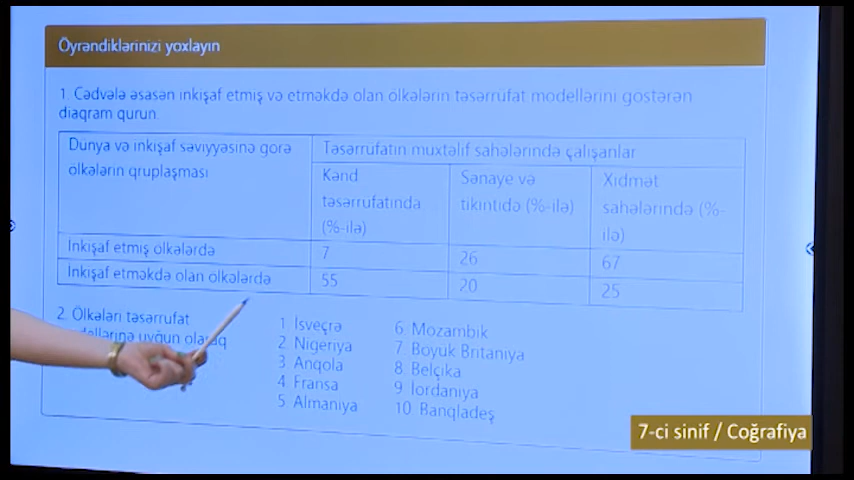 Öyrəndiklərinizi yoxlayın
1. Cədvələ əsasən inkişaf etmiş və etməkdə olan ölkələrin təsərrüfat modellərini göstərən
diaqram qurun.
Dünya və inkişaf səviyyəsinə görə
ölkələrin qruplaşması
Təsərrüfatın müxtəlif sahələrində çalışanlar
Kənd
təsərrüfatında
(%-ilə)
Sənaye və
tikintidə (%-ilə)
Xidmət
sahələrində (%-
ilə)
İnkişaf etmiş ölkələrdə 7 26 67
İnkişaf etməkdə olan ölkələrdə 55 20 25
2. Ölkələri təsərrüfat
uyğun olaraq
1. İsveçrə
2. Nigeriya
3. Anqola
4. Fransa
5. Almaniya
6. Mozambik
7. Böyük Britaniya
8. Belçika
9. İordaniya
10. Banqladeş
7-ci sinif / Coğrafiya